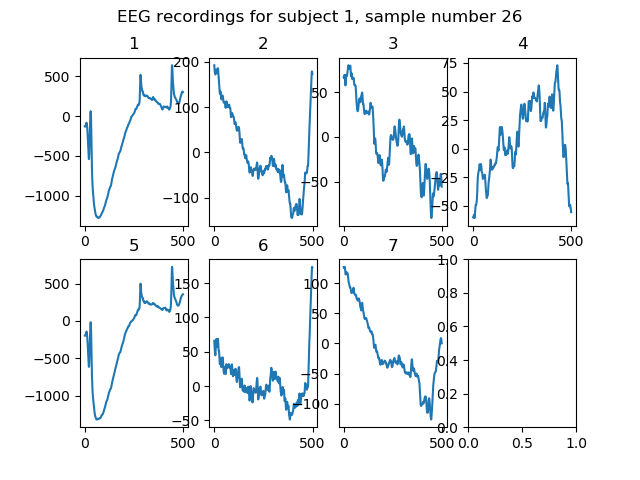 EEG recordings for subject 1, sample number 26
1 2 3 4
500 0 −500 −1000
200 100 0 −100
50 0 −50
75 50 25 0 −25 −50
0 500 0 500 0 500 0 500
5 6 7
500 0 −500 −1000
150 100 50 0 −50
100 50 0 −50 −100
1.0 0.8 0.6 0.4 0.2 0.0
0 500 0 500 0 500 0.0 0.5 1.0